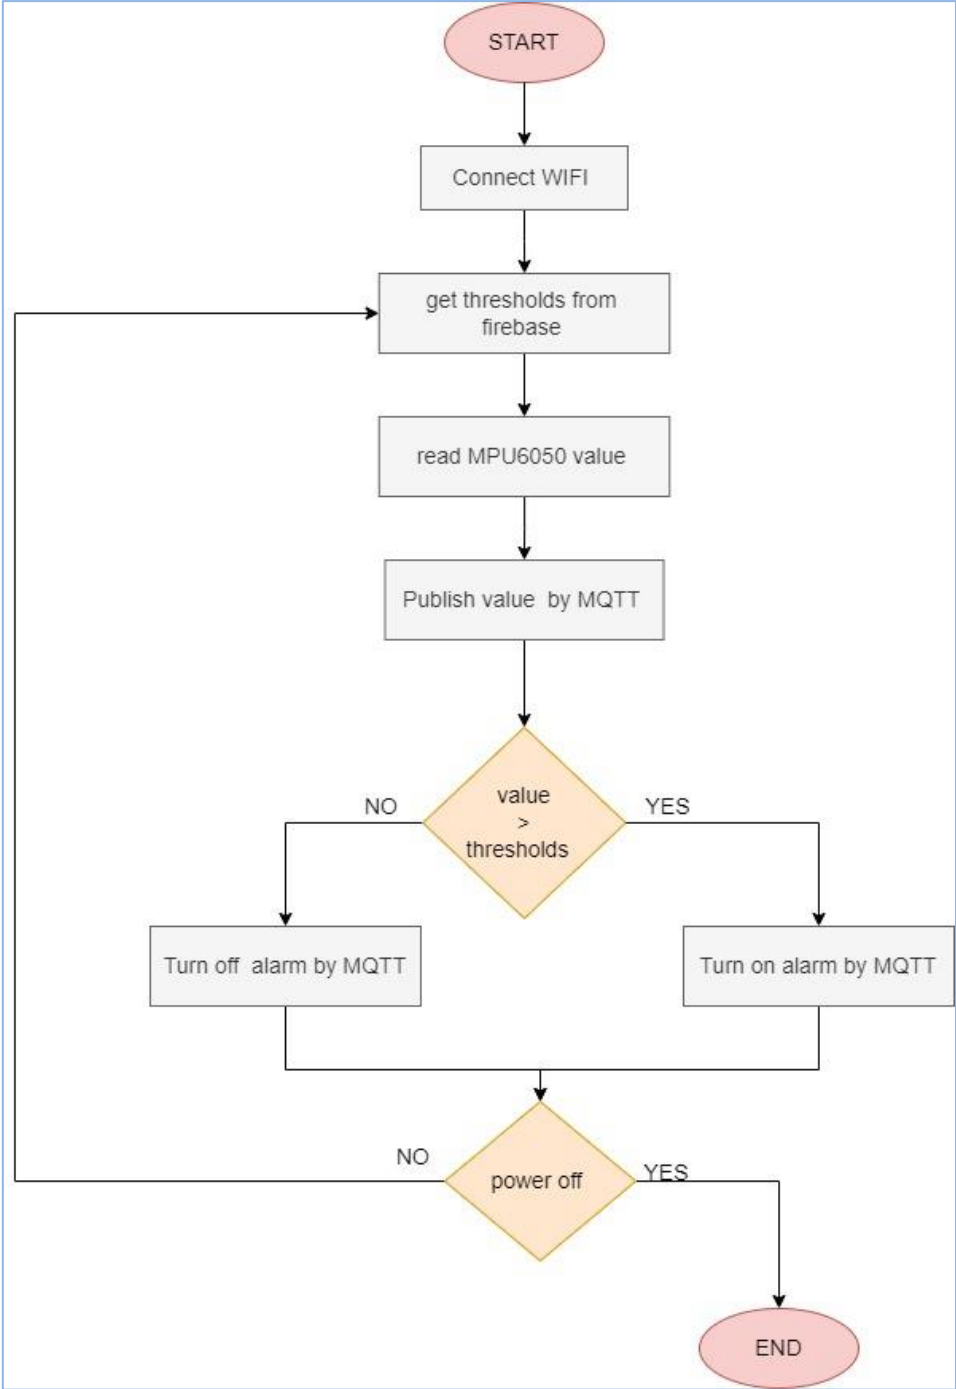 START
Connect WIFI
get thresholds from
firebase
read MPU6050 value
Publish value  by MQTT
value
>
thresholds
NO
YES
Turn off  alarm by MQTT
Turn on alarm by MQTT
NO
power off
YES
END